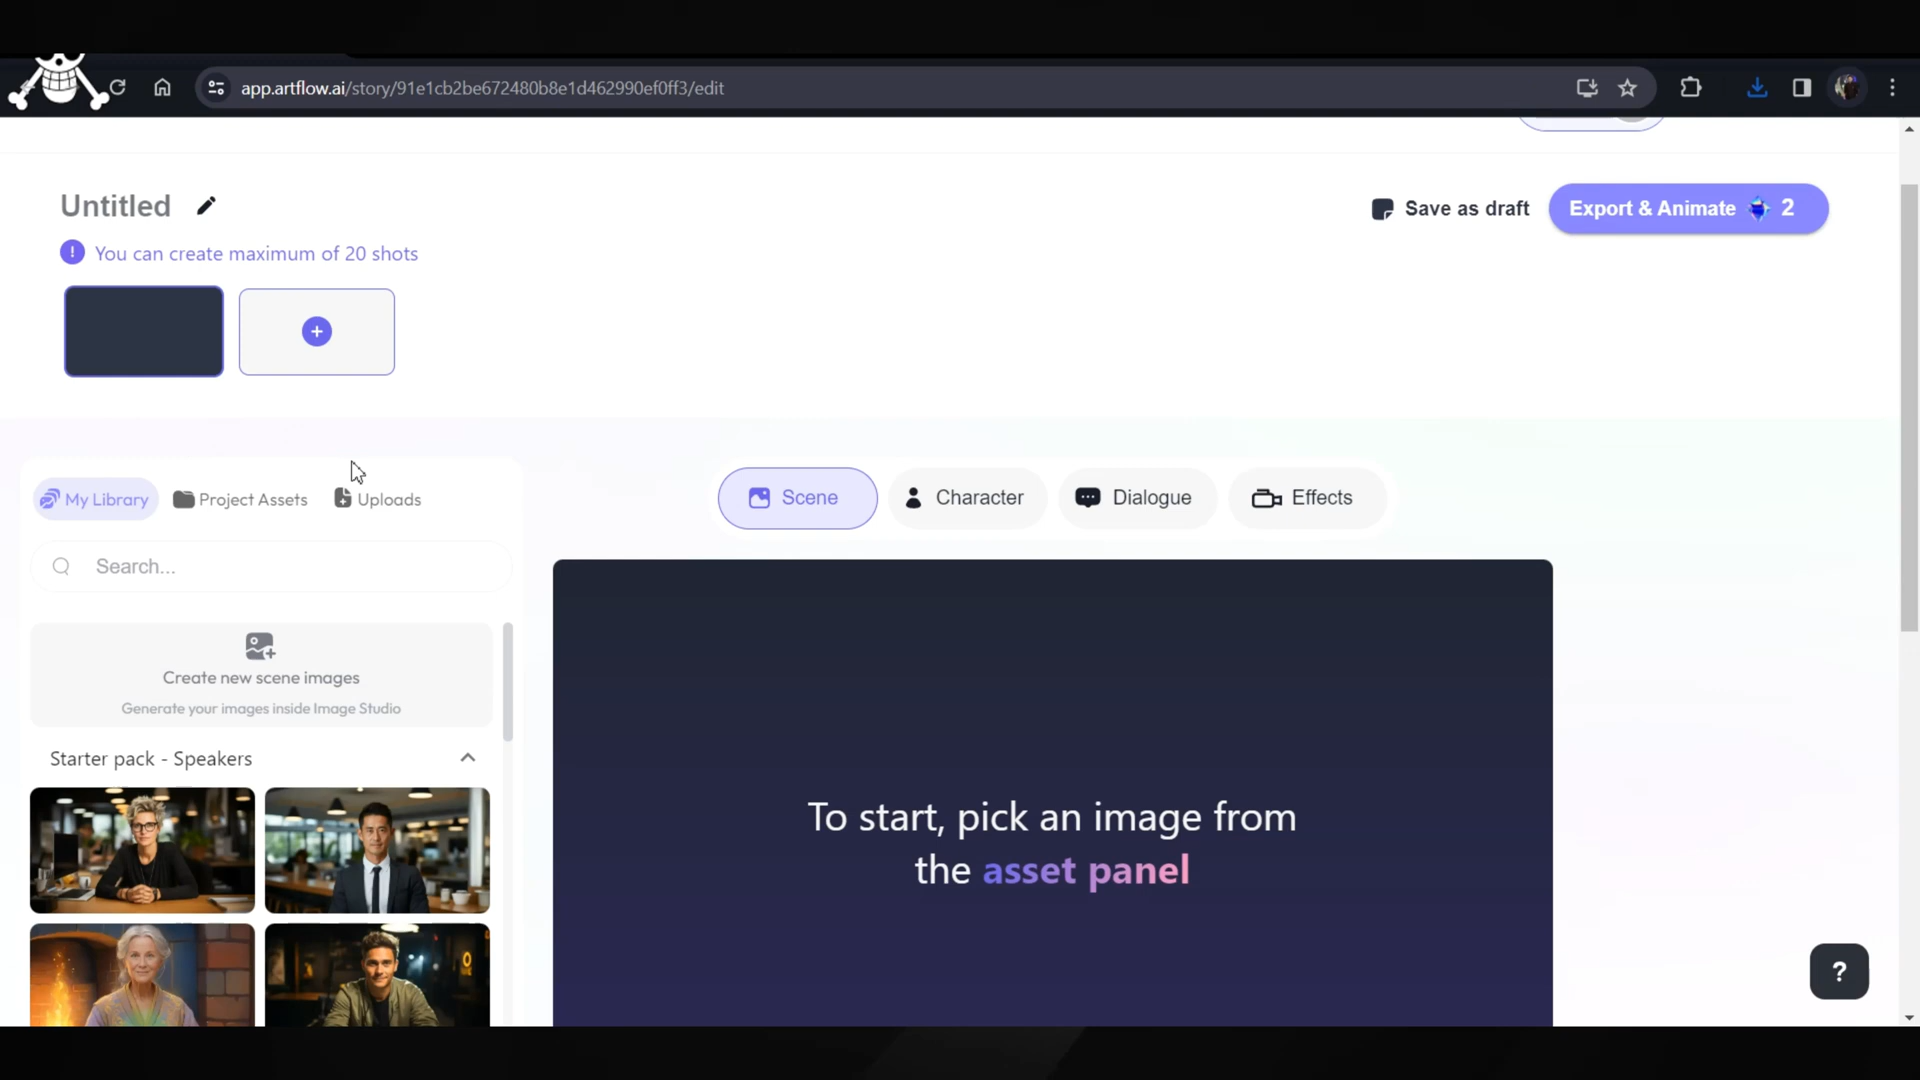 app.artflow.ai/story/91e1cb2be672480b8e1d462990ef0ff3/edit
Untitled
Save as draft
Export & Animate 2
! You can create maximum of 20 shots
+
My Library Project Assets Uploads
Scene Character Dialogue Effects
Search...
Create new scene images
Generate your images inside Image Studio
Starter pack - Speakers
To start, pick an image from
the asset panel
?